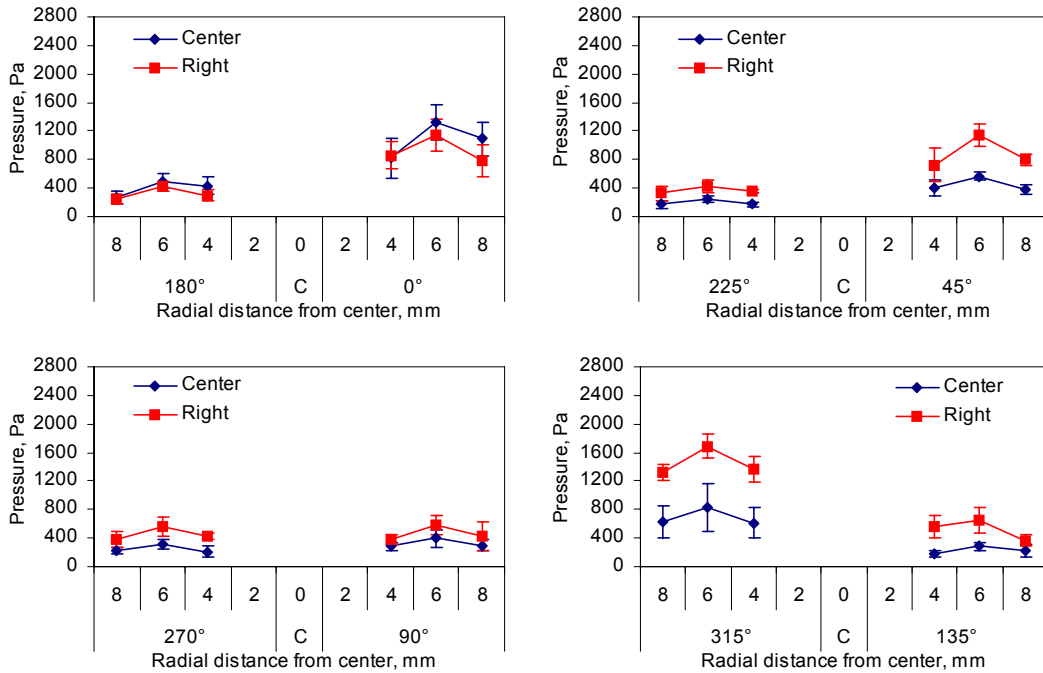 2800
2400
2000
1600
1200
800
400
0
Pressure, Pa
Center
Right
8 6 4 2 0 2 4 6 8
180° C 0°
Radial distance from center, mm
2800
2400
2000
1600
1200
800
400
0
Pressure, Pa
Center
Right
8 6 4 2 0 2 4 6 8
225° C 45°
Radial distance from center, mm
2800
2400
2000
1600
1200
800
400
0
Pressure, Pa
Center
Right
8 6 4 2 0 2 4 6 8
270° C 90°
Radial distance from center, mm
2800
2400
2000
1600
1200
800
400
0
Pressure, Pa
Center
Right
8 6 4 2 0 2 4 6 8
315° C 135°
Radial distance from center, mm